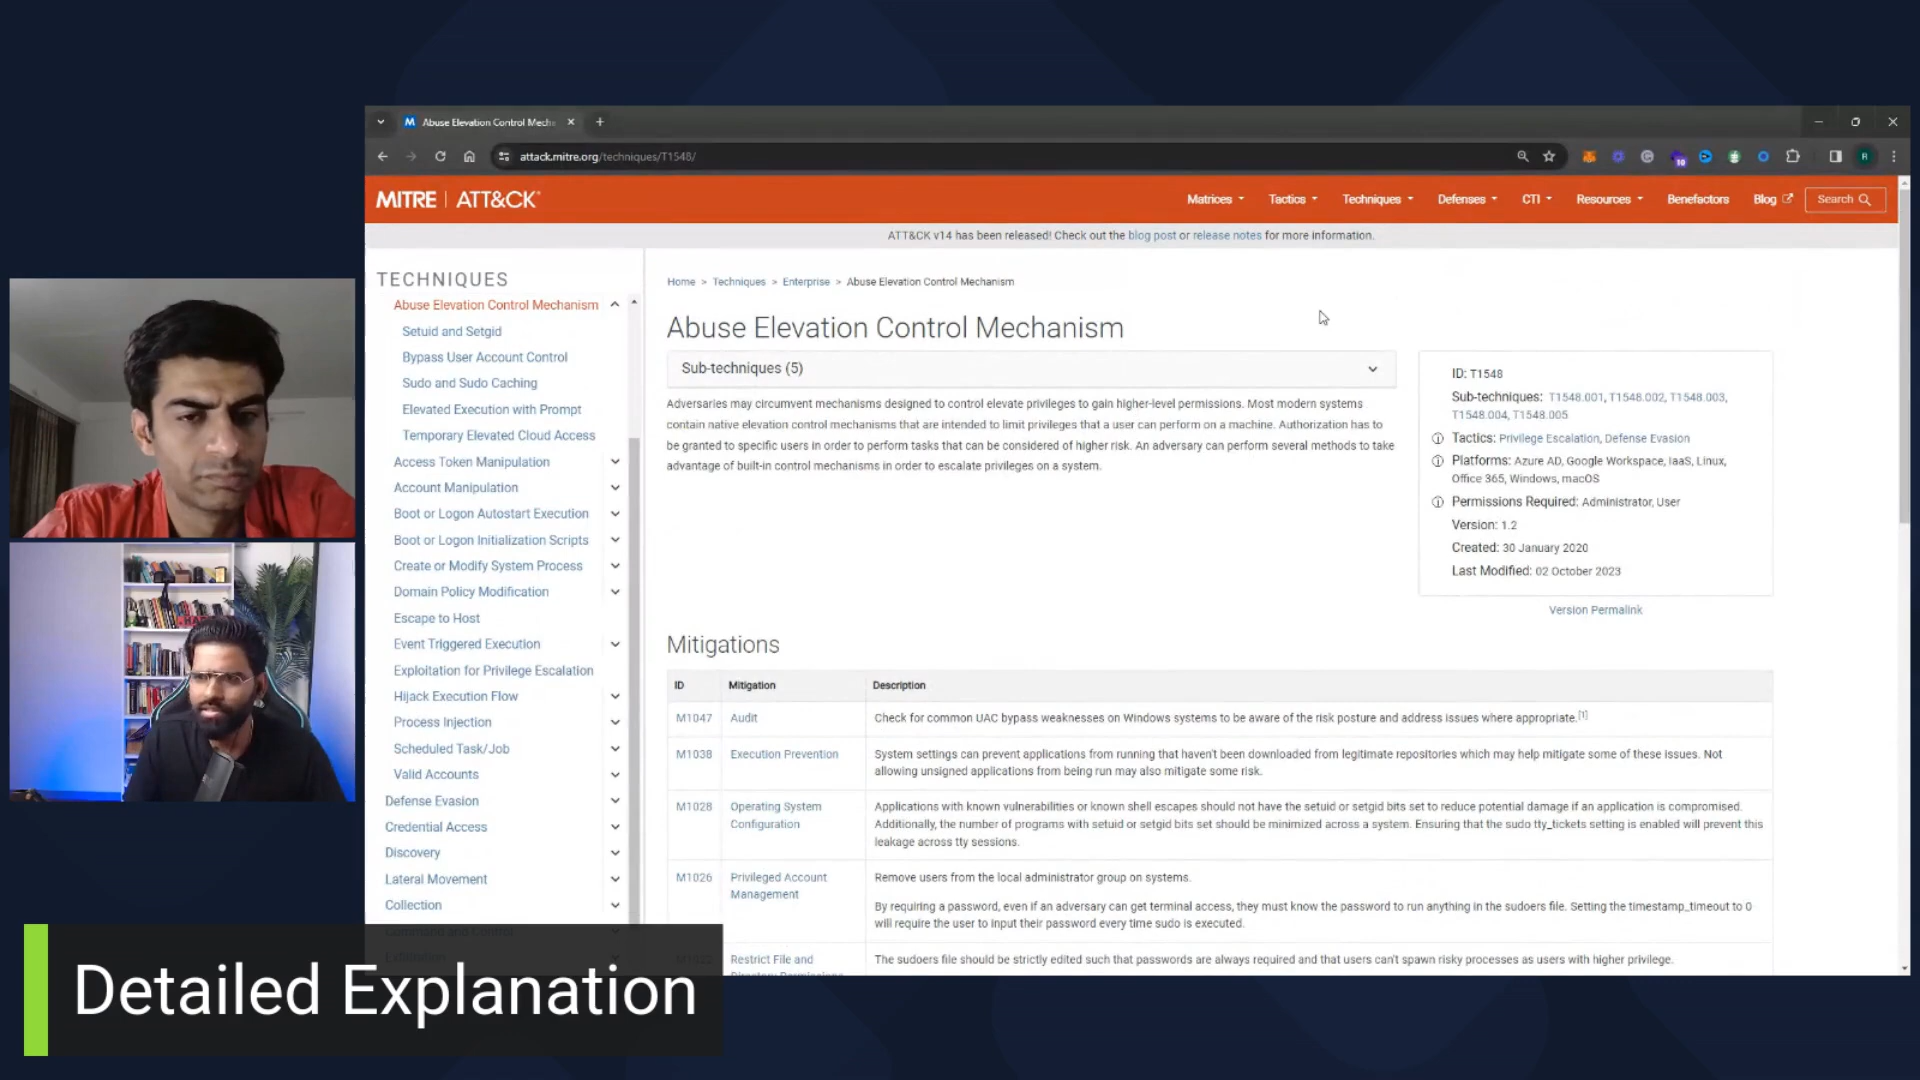 Abuse Elevation Control Mech
attack.mitre.org/techniques/T1548/
10
R
MITRE | ATT&CK®
Matrices
Tactics
Techniques
Defenses
CTI
Resources
Benefactors
Blog
Search
ATT&CK v14 has been released! Check out the blog post or release notes for more information.
TECHNIQUES
Abuse Elevation Control Mechanism
Setuid and Setgid
Bypass User Account Control
Sudo and Sudo Caching
Elevated Execution with Prompt
Temporary Elevated Cloud Access
Access Token Manipulation
Account Manipulation
Boot or Logon Autostart Execution
Boot or Logon Initialization Scripts
Create or Modify System Process
Domain Policy Modification
Escape to Host
Event Triggered Execution
Exploitation for Privilege Escalation
Hijack Execution Flow
Process Injection
Scheduled Task/Job
Valid Accounts
Defense Evasion
Credential Access
Discovery
Lateral Movement
Collection
Command and Control
Home > Techniques > Enterprise > Abuse Elevation Control Mechanism
Abuse Elevation Control Mechanism
Sub-techniques (5)
Adversaries may circumvent mechanisms designed to control elevate privileges to gain higher-level permissions. Most modern systems
contain native elevation control mechanisms that are intended to limit privileges that a user can perform on a machine. Authorization has to
be granted to specific users in order to perform tasks that can be considered of higher risk. An adversary can perform several methods to take
advantage of built-in control mechanisms in order to escalate privileges on a system.
ID: T1548
Sub-techniques: T1548.001, T1548.002, T1548.003,
T1548.004, T1548.005
Tactics: Privilege Escalation, Defense Evasion
Platforms: Azure AD, Google Workspace, IaaS, Linux,
Office 365, Windows, macOS
Permissions Required: Administrator, User
Version: 1.2
Created: 30 January 2020
Last Modified: 02 October 2023
Version Permalink
Mitigations
ID Mitigation Description
M1047 Audit Check for common UAC bypass weaknesses on Windows systems to be aware of the risk posture and address issues where appropriate.[1]
M1038 Execution Prevention System settings can prevent applications from running that haven't been downloaded from legitimate repositories which may help mitigate some of these issues. Not
allowing unsigned applications from being run may also mitigate some risk.
M1028 Operating System Applications with known vulnerabilities or known shell escapes should not have the setuid or setgid bits set to reduce potential damage if an application is compromised.
Configuration Additionally, the number of programs with setuid or setgid bits set should be minimized across a system. Ensuring that the sudo tty_tickets setting is enabled will prevent this
leakage across tty sessions.
M1026 Privileged Account Remove users from the local administrator group on systems.
Management
By requiring a password, even if an adversary can get terminal access, they must know the password to run anything in the sudoers file. Setting the timestamp_timeout to 0
will require the user to input their password every time sudo is executed.
Restrict File and The sudoers file should be strictly edited such that passwords are always required and that users can't spawn risky processes as users with higher privilege.
Directory Permissions
Detailed Explanation